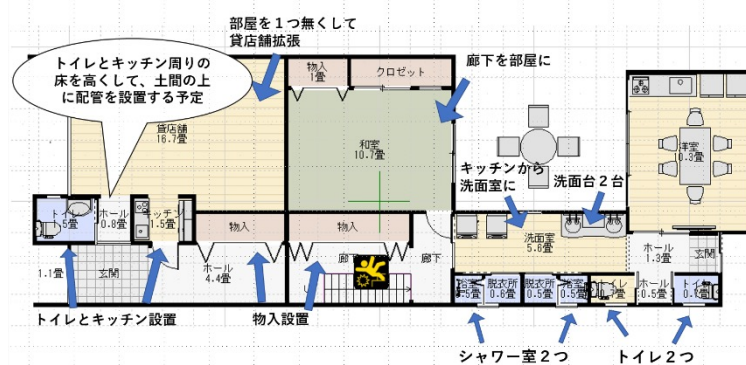 部屋を1つ無くして
貸店舗拡張
廊下を部屋に
トイレとキッチン周りの
床を高くして、土間の上
に配管を設置する予定
物入
1畳
クロゼット
貸店舗
16.7畳
和室
10.7畳
洋室
10.3畳
キッチンから
洗面室に
洗面台2台
トイレ
5畳
ホール
0.8畳
キッチン
1.5畳
物入
物入
洗面室
5.6畳
ホール
1.3畳
玄関
1.1畳
玄関
ホール
4.4畳
廊下
浴室
0.5畳
脱衣所
0.6畳
脱衣所
0.5畳
浴室
0.5畳
トイレ
0.7畳
ホール
0.5畳
トイレ
0.7畳
トイレとキッチン設置
物入設置
シャワー室2つ
トイレ2つ